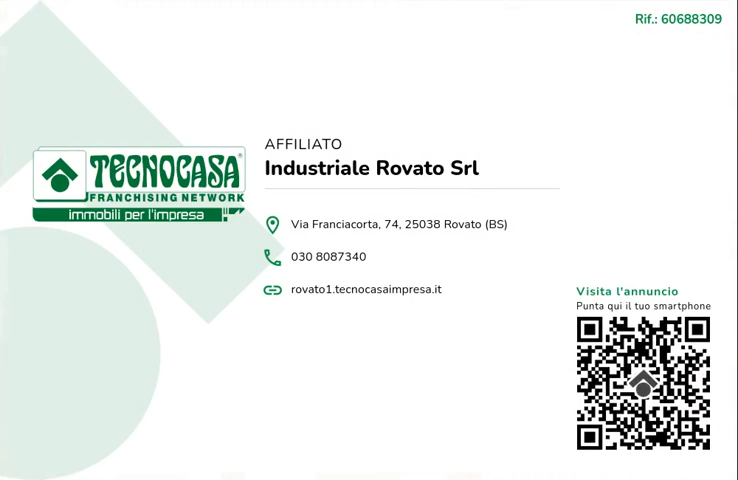 Rif.: 60688309
AFFILIATO
Industriale Rovato Srl
TECNOCASA®
FRANCHISING NETWORK
immobili per l'impresa
Via Franciacorta, 74, 25038 Rovato (BS)
030 8087340
rovato1.tecnocasaimpresa.it
Visita l'annuncio
Punta qui il tuo smartphone